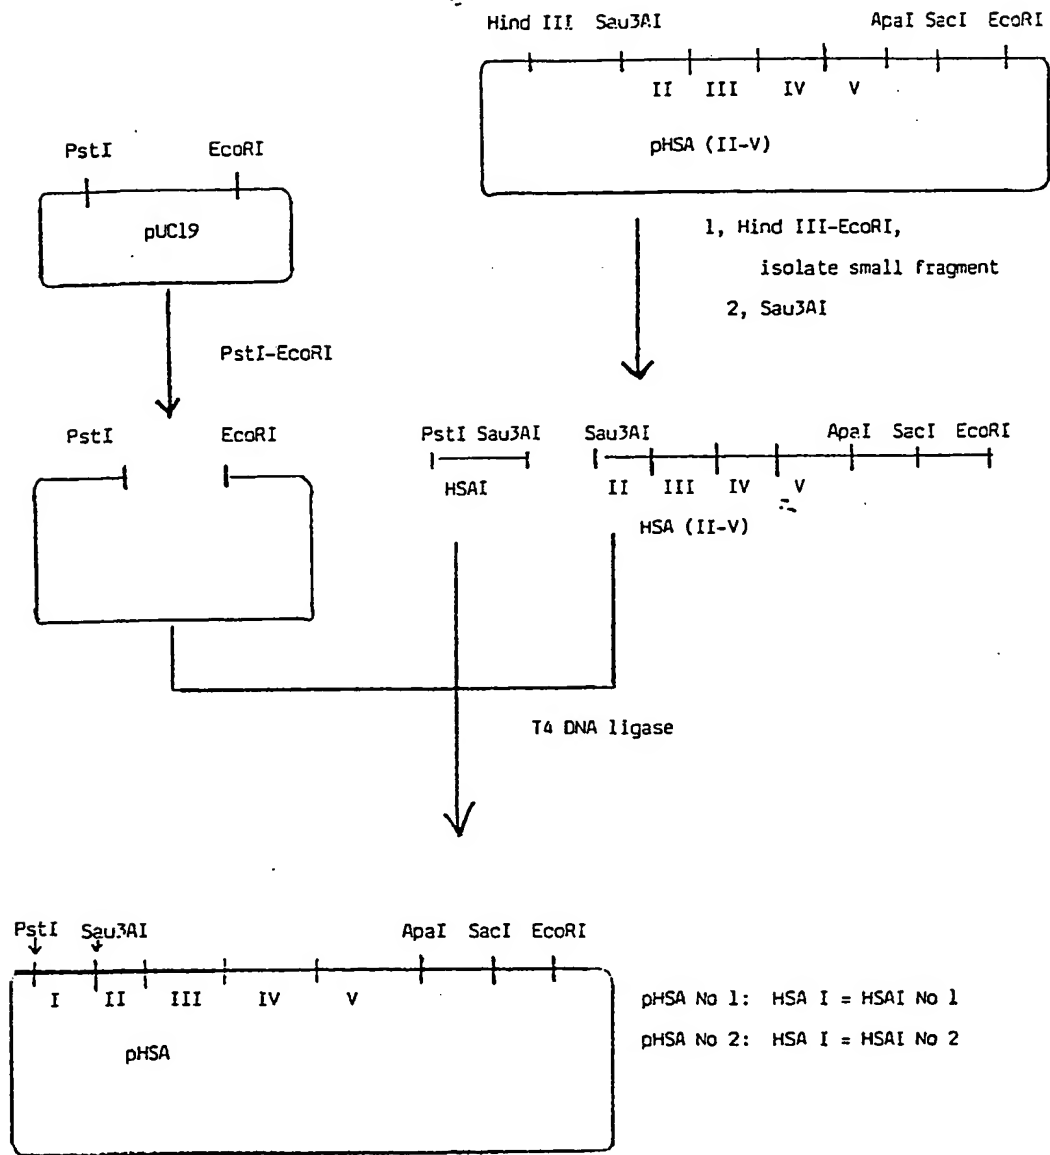 Hind III Sau3AI ApaI SacI EcoRI
II III IV V
pHSA (II-V)
PstI EcoRI
pUC19
1, Hind III-EcoRI,
isolate small fragment
2, Sau3AI
PstI-EcoRI
PstI EcoRI
PstI Sau3AI
HSAI
Sau3AI ApaI SacI EcoRI
II III IV V
HSA (II-V)
T4 DNA ligase
PstI Sau3AI ApaI SacI EcoRI
I II III IV V
pHSA
pHSA No 1: HSA I = HSAI No 1
pHSA No 2: HSA I = HSAI No 2